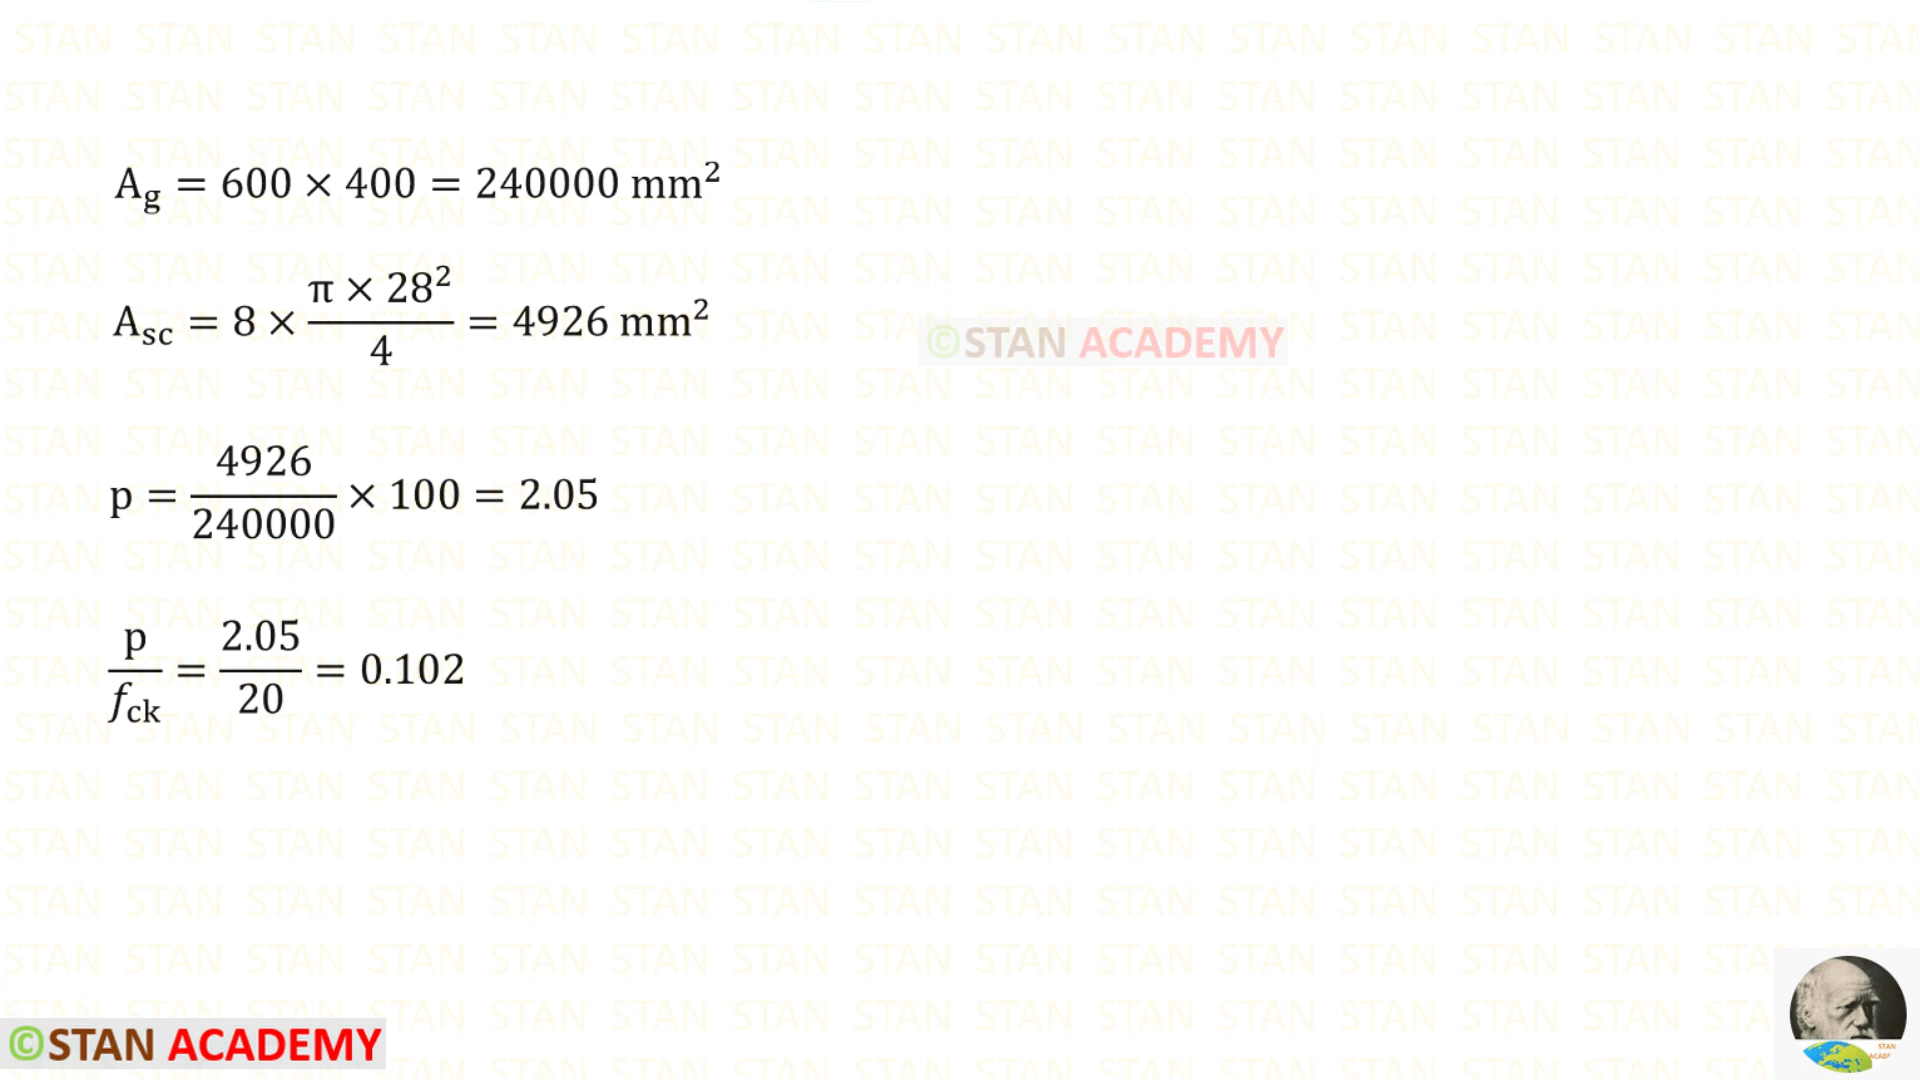 A_g = 600 × 400 = 240000 mm²
A_sc = 8 × (π × 28²)/4 = 4926 mm²
©STAN ACADEMY
p = 4926/240000 × 100 = 2.05
p/f_ck = 2.05/20 = 0.102
©STAN ACADEMY
STAN